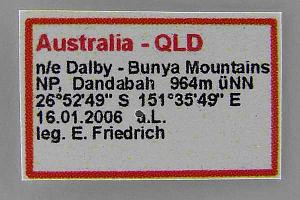 Australia - QLD
n/e Dalby - Bunya Mountains
NP, Dandabah 964m üNN
26°52'49" S 151°35'49" E
16.01.2006 a.L.
leg. E. Friedrich